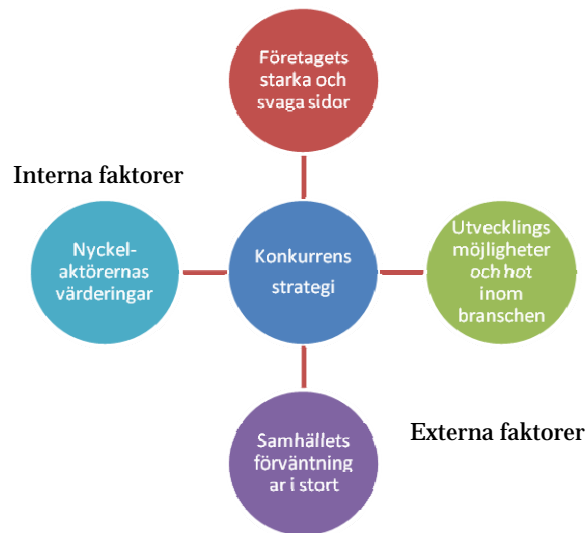 Företagets
starka och
svaga sidor
Interna faktorer
Nyckel-
aktörernas
värderingar
Konkurrens
strategi
Utvecklings
möjligheter
och hot
inom
branschen
Samhällets
förväntning
ar i stort
Externa faktorer